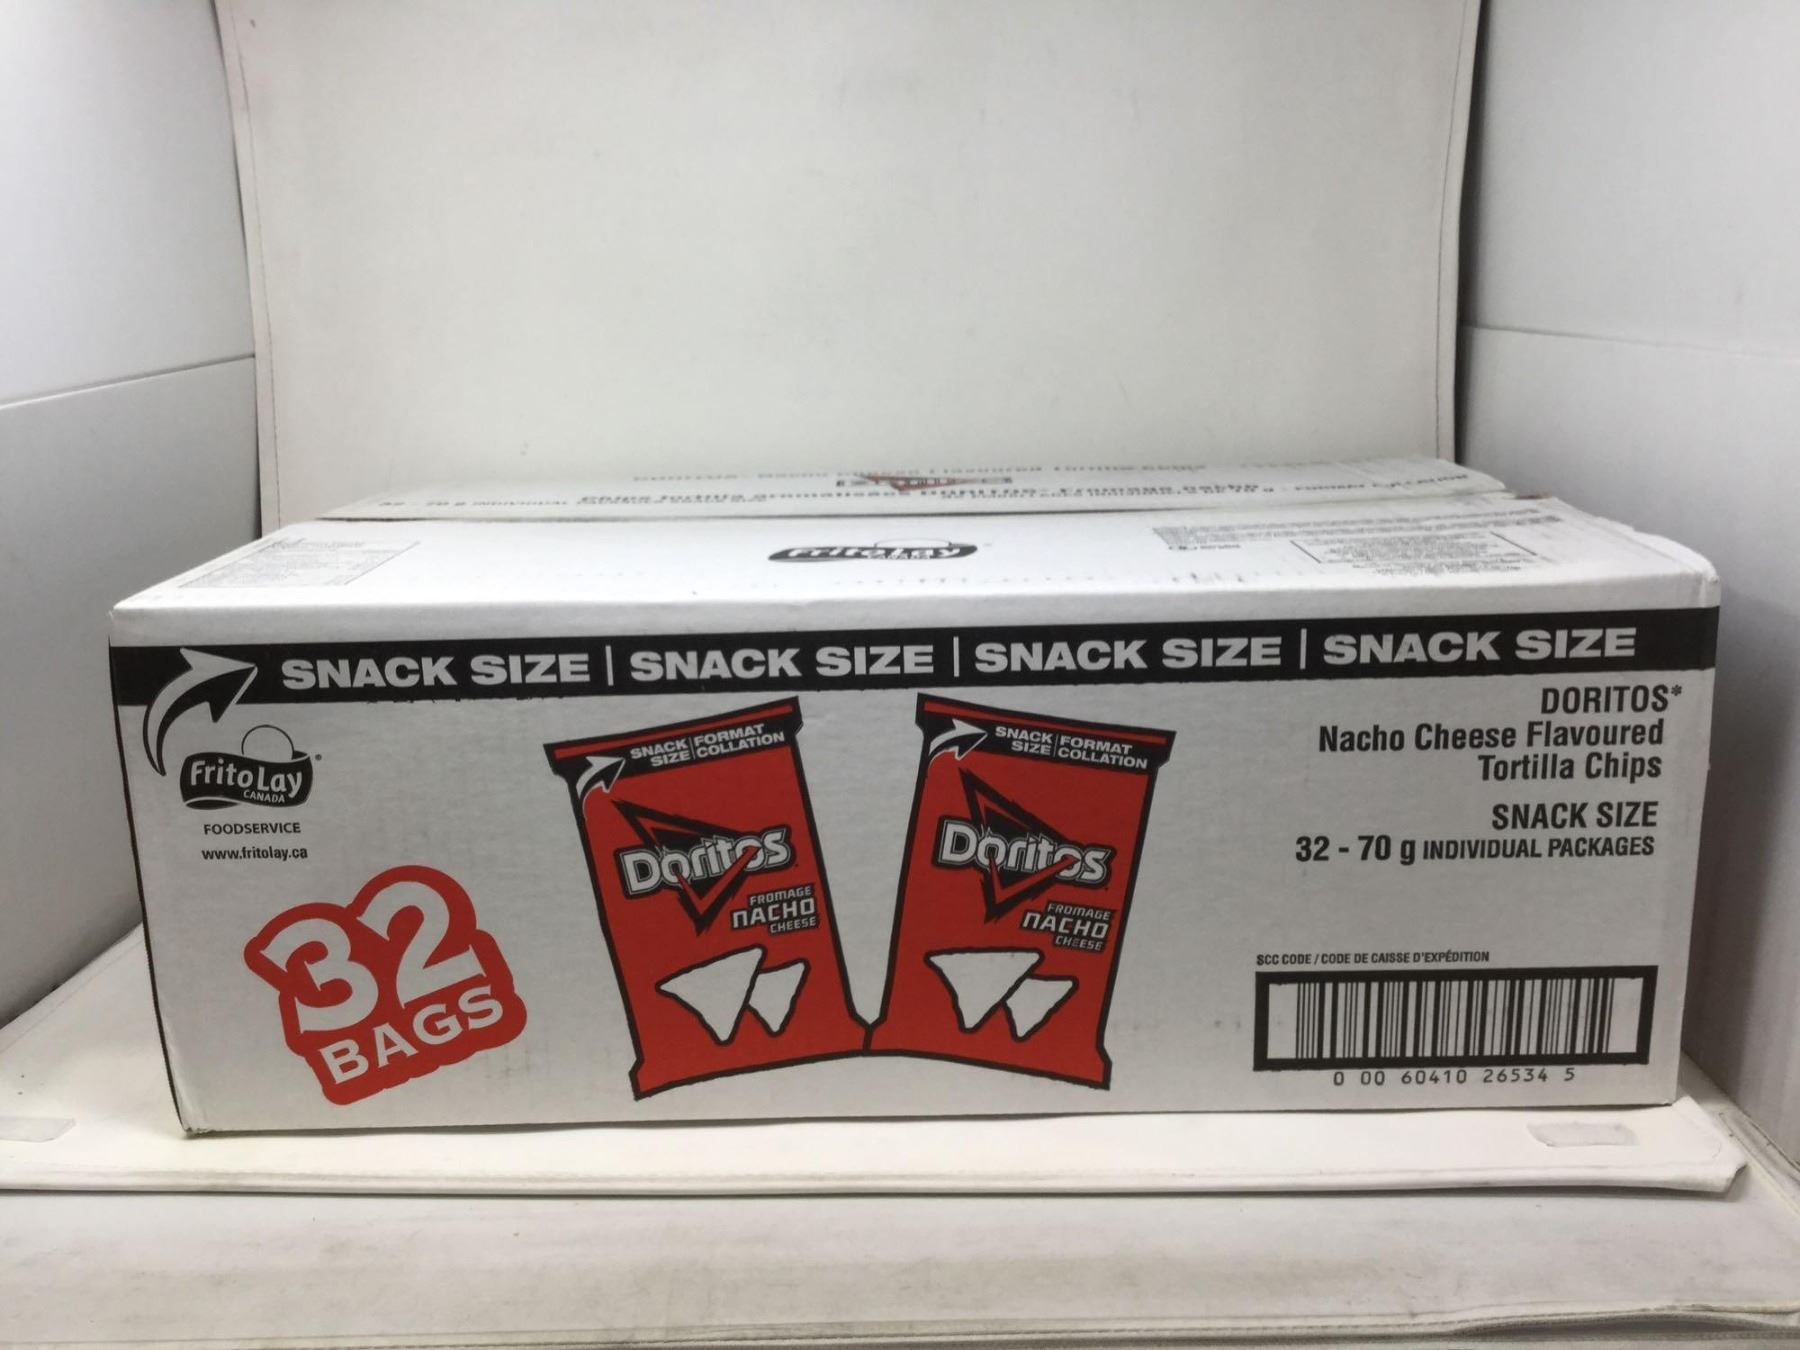 FritoLay
CANADA
SNACK SIZE | SNACK SIZE | SNACK SIZE | SNACK SIZE
FritoLay
CANADA
FOODSERVICE
www.fritolay.ca
32
BAGS
SNACK SIZE | FORMAT COLLATION
Doritos
FROMAGE
NACHO
CHEESE
SNACK SIZE | FORMAT COLLATION
Doritos
FROMAGE
NACHO
CHEESE
DORITOS*
Nacho Cheese Flavoured
Tortilla Chips
SNACK SIZE
32 - 70 g INDIVIDUAL PACKAGES
SCC CODE / CODE DE CAISSE D'EXPÉDITION
0 00 60410 26534 5